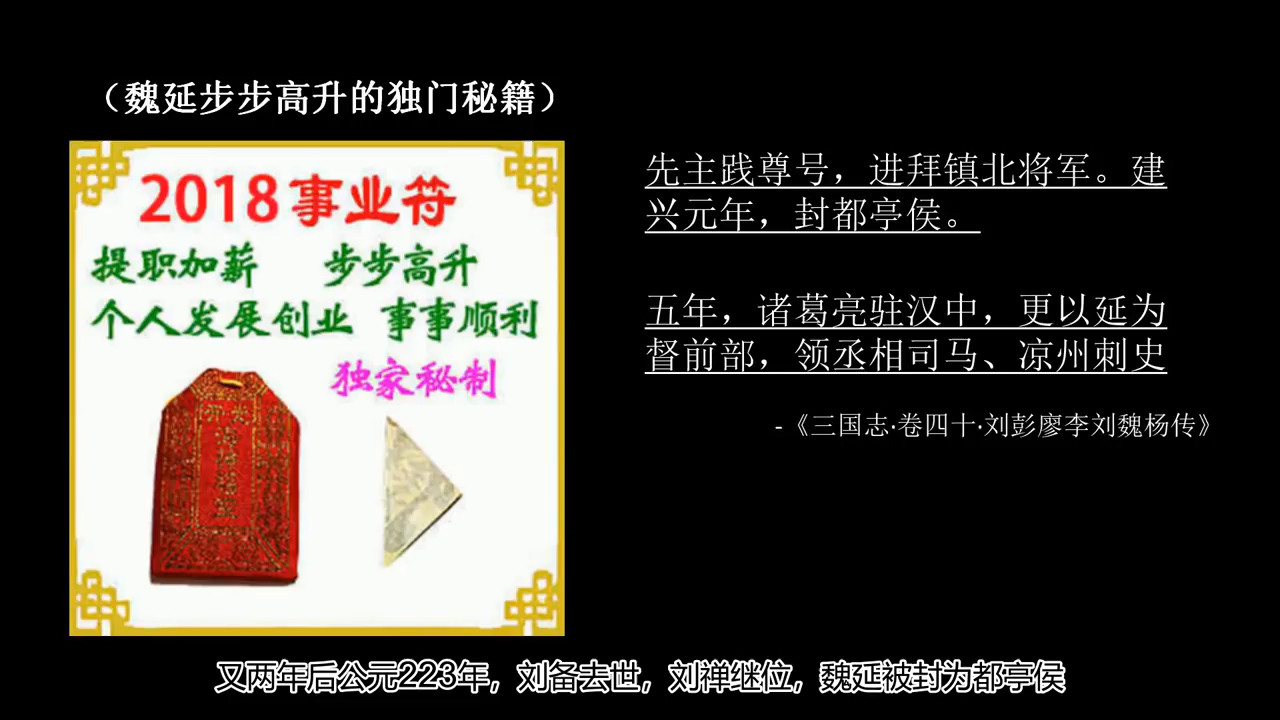 （魏延步步高升的独门秘籍）
2018事业符
提职加薪 步步高升
个人发展创业 事事顺利
独家秘制
先主践尊号，进拜镇北将军。建
兴元年，封都亭侯。
五年，诸葛亮驻汉中，更以延为
督前部，领丞相司马、凉州刺史
-《三国志·卷四十·刘彭廖李刘魏杨传》
又两年后公元223年，刘备去世，刘禅继位，魏延被封为都亭侯